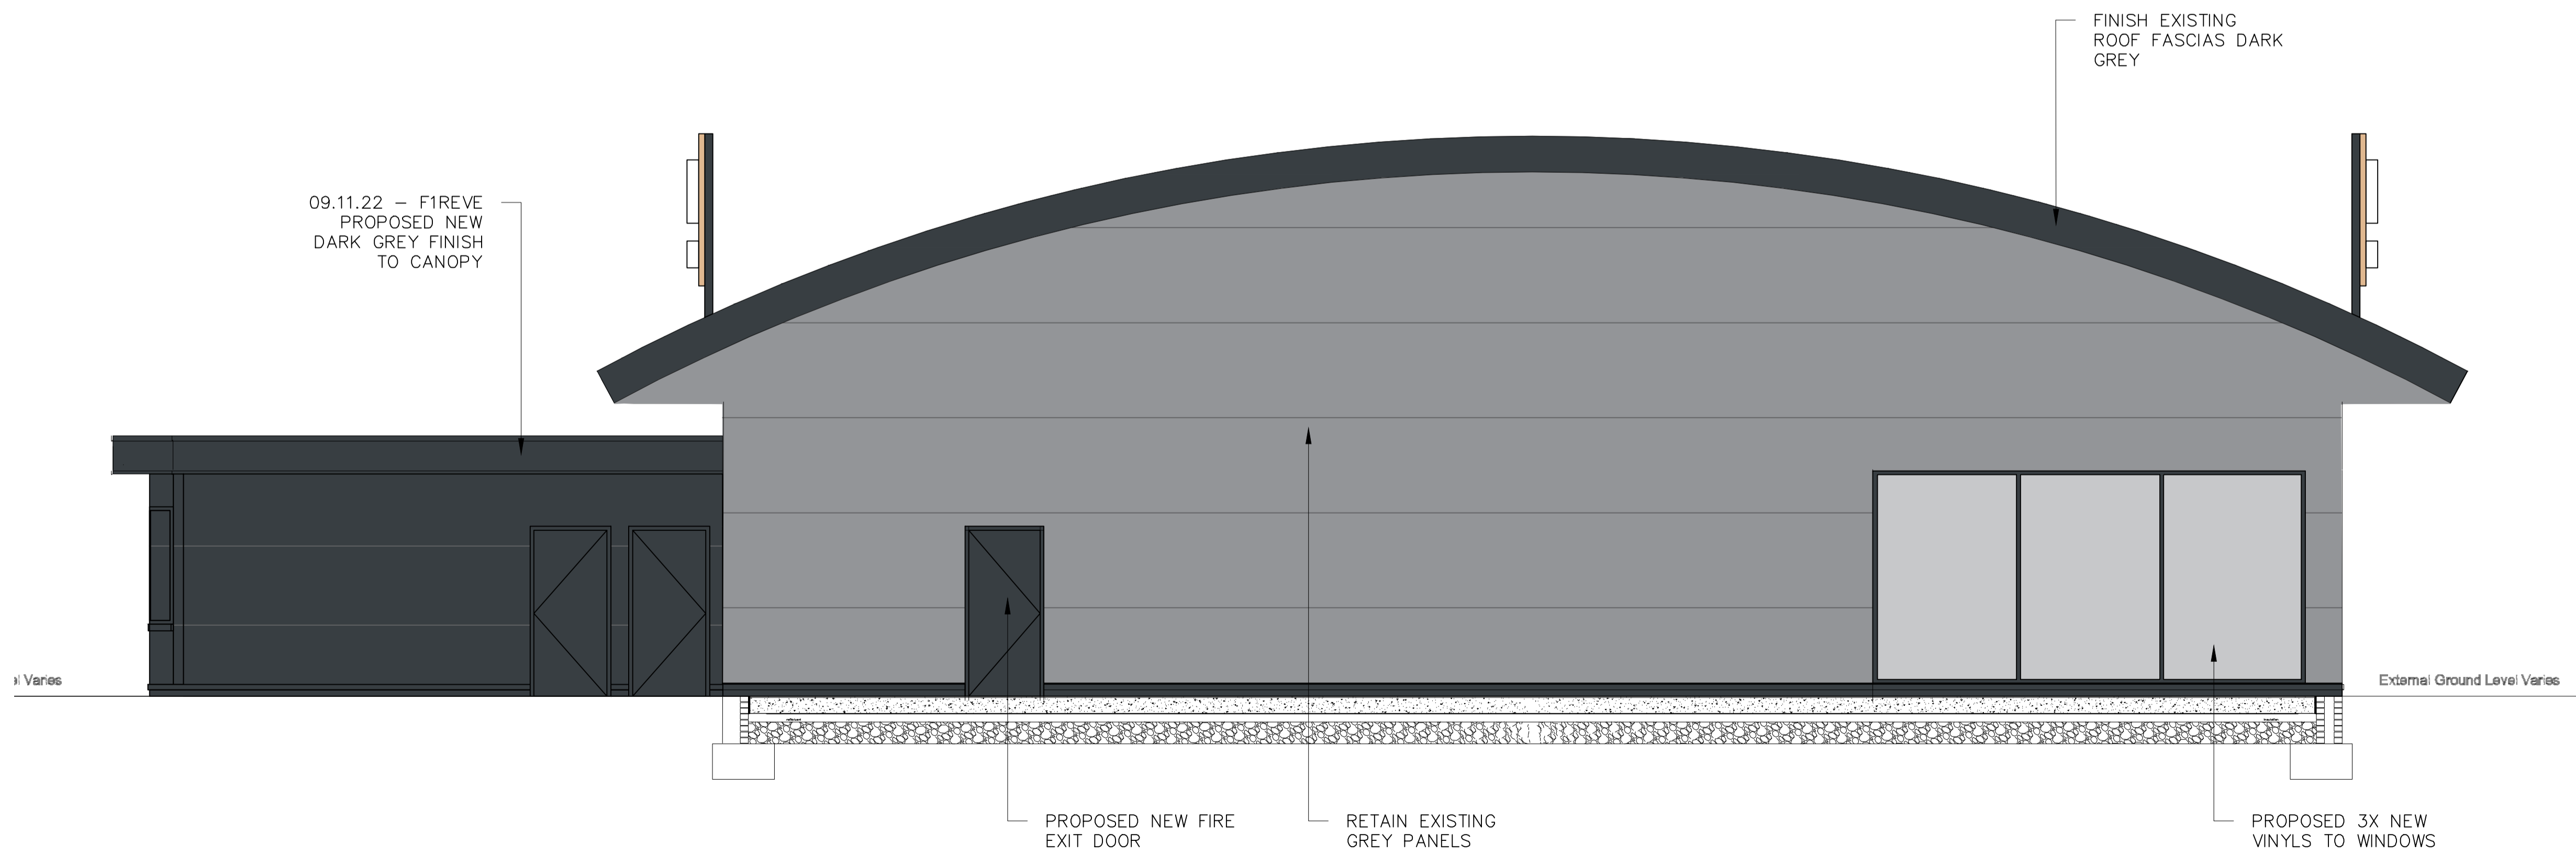 FINISH EXISTING
ROOF FASCIAS DARK
GREY
09.11.22 – F1REVE
PROPOSED NEW
DARK GREY FINISH
TO CANOPY
Varies
External Ground Level Varies
PROPOSED NEW FIRE
EXIT DOOR
RETAIN EXISTING
GREY PANELS
PROPOSED 3X NEW
VINYLS TO WINDOWS